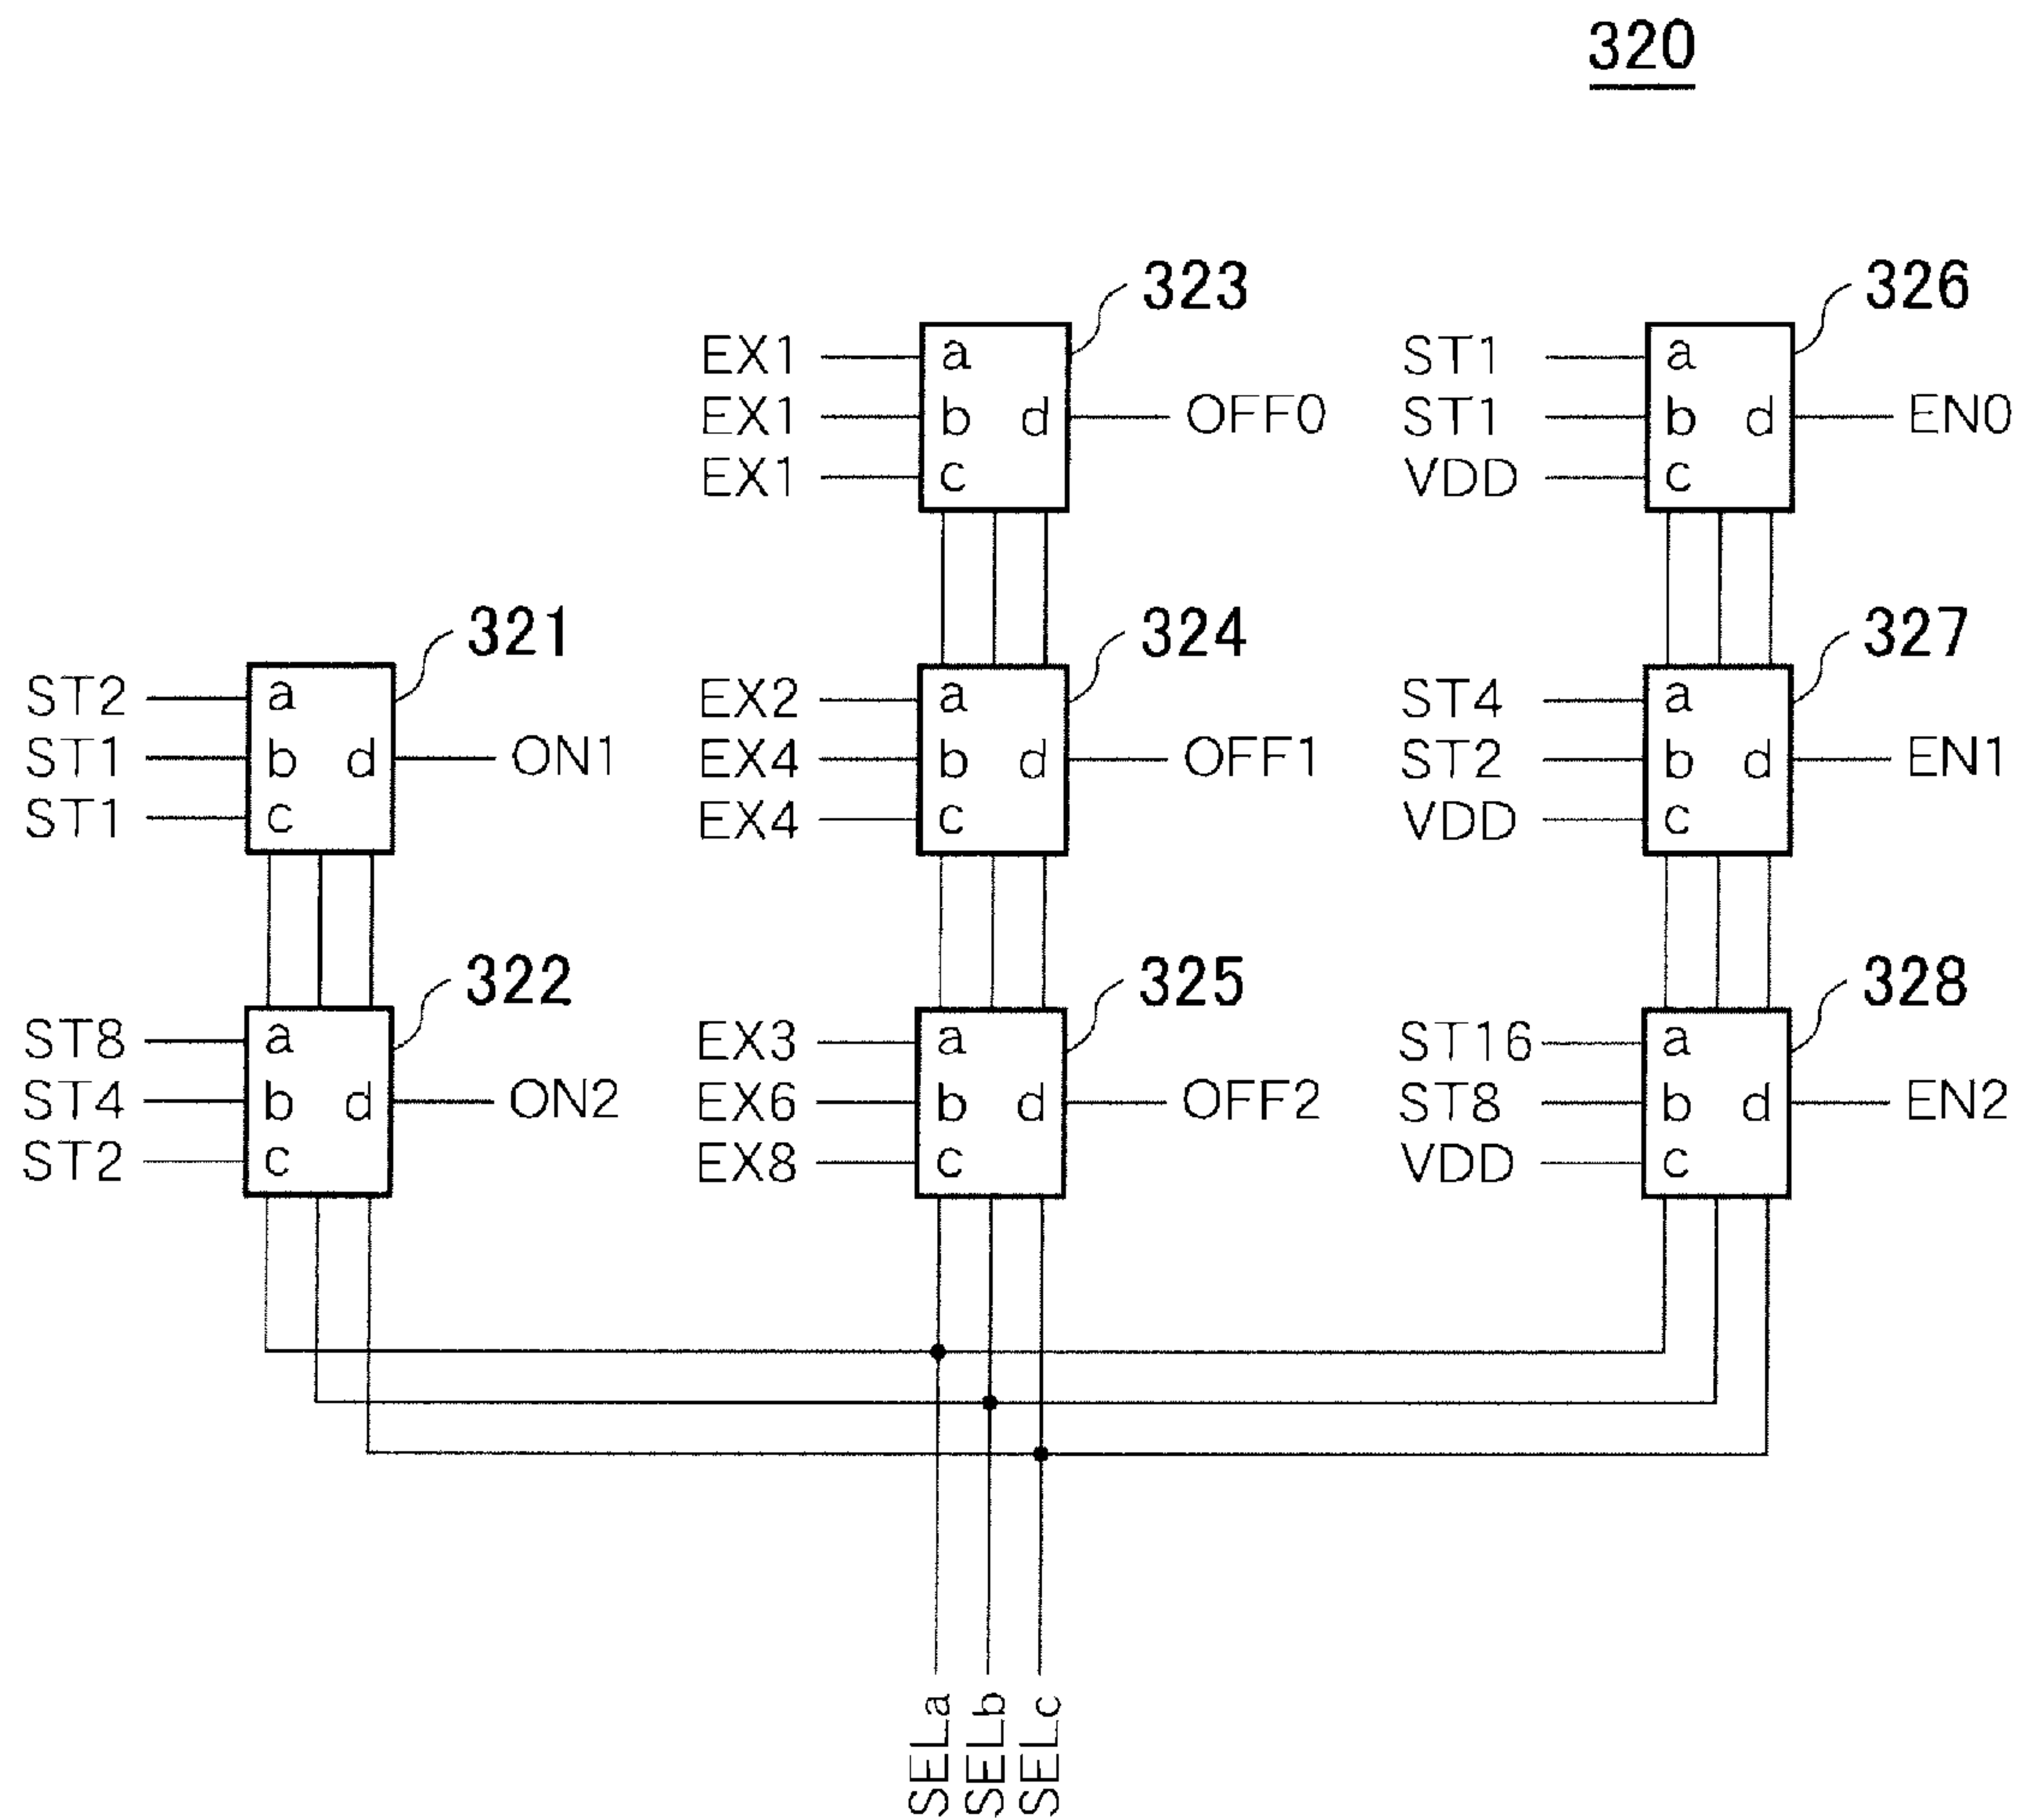 320
323
EX1 a
EX1 b d OFF0
EX1 c
326
ST1 a
ST1 b d EN0
VDD c
321
ST2 a
ST1 b d ON1
ST1 c
324
EX2 a
EX4 b d OFF1
EX4 c
327
ST4 a
ST2 b d EN1
VDD c
322
ST8 a
ST4 b d ON2
ST2 c
325
EX3 a
EX6 b d OFF2
EX8 c
328
ST16 a
ST8 b d EN2
VDD c
SELa
SELb
SELc